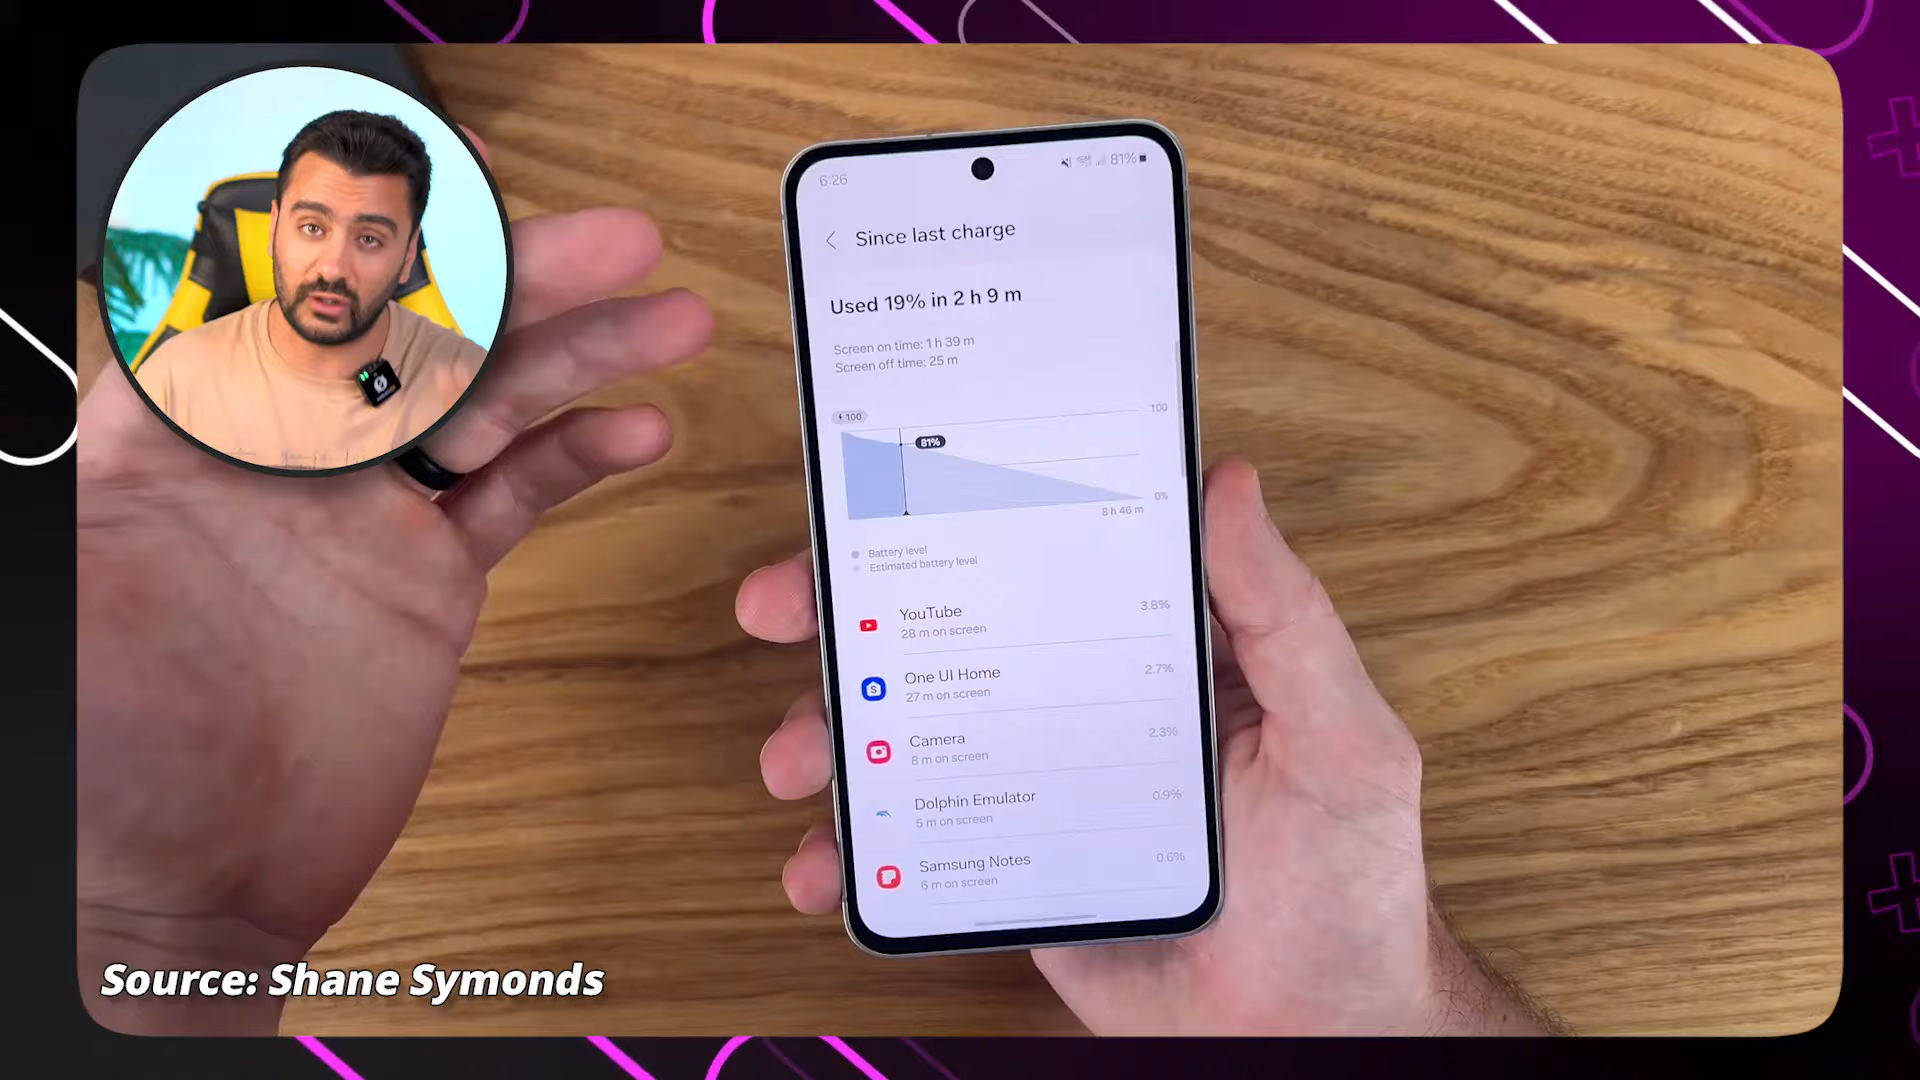 6:26
81%
Since last charge
Used 19% in 2 h 9 m
Screen on time: 1 h 39 m
Screen off time: 25 m
100
100
81%
0%
8 h 46 m
Battery level
Estimated battery level
YouTube
3.8%
28 m on screen
One UI Home
2.7%
27 m on screen
Camera
2.3%
8 m on screen
Dolphin Emulator
0.9%
5 m on screen
Samsung Notes
0.6%
6 m on screen
Source: Shane Symonds